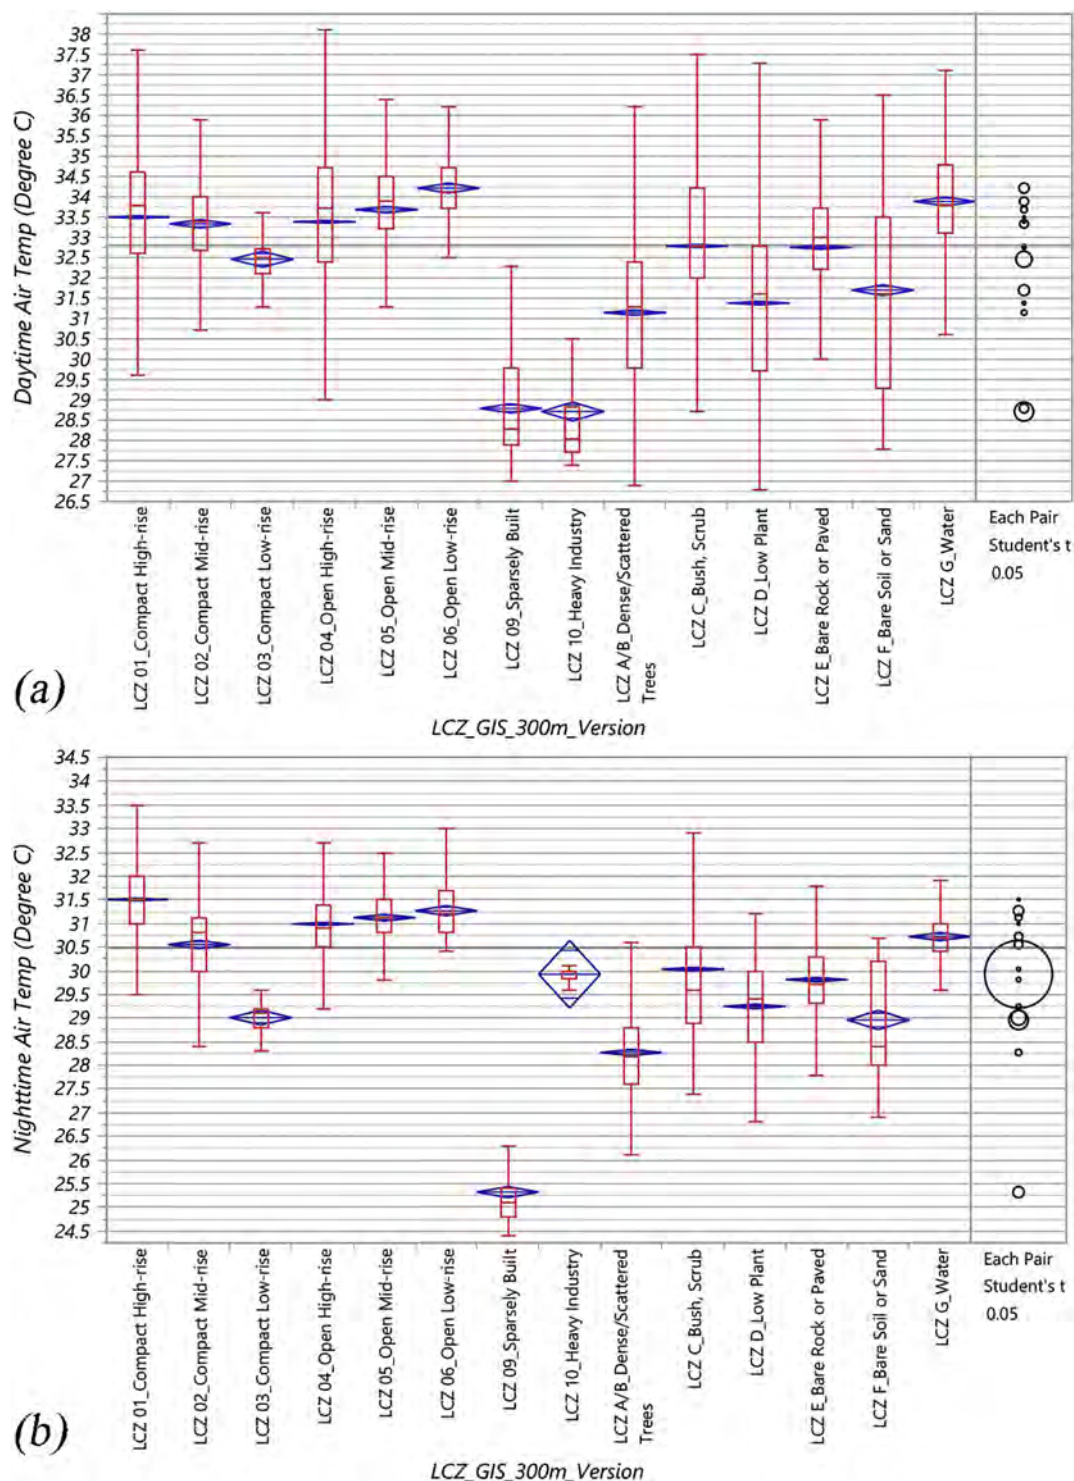 38
37.5
37
36.5
36
35.5
35
34.5
34
33.5
33
32.5
32
31.5
31
30.5
30
29.5
29
28.5
28
27.5
27
26.5
Daytime Air Temp (Degree C)
LCZ 01_Compact High-rise
LCZ 02_Compact Mid-rise
LCZ 03_Compact Low-rise
LCZ 04_Open High-rise
LCZ 05_Open Mid-rise
LCZ 06_Open Low-rise
LCZ 09_Sparsely Built
LCZ 10_Heavy Industry
LCZ A/B_Dense/Scattered
Trees
LCZ C_Bush, Scrub
LCZ D_Low Plant
LCZ E_Bare Rock or Paved
LCZ F_Bare Soil or Sand
LCZ G_Water
Each Pair
Student's t
0.05
(a)
LCZ_GIS_300m_Version
34.5
34
33.5
33
32.5
32
31.5
31
30.5
30
29.5
29
28.5
28
27.5
27
26.5
26
25.5
25
24.5
Nighttime Air Temp (Degree C)
LCZ 01_Compact High-rise
LCZ 02_Compact Mid-rise
LCZ 03_Compact Low-rise
LCZ 04_Open High-rise
LCZ 05_Open Mid-rise
LCZ 06_Open Low-rise
LCZ 09_Sparsely Built
LCZ 10_Heavy Industry
LCZ A/B_Dense/Scattered
Trees
LCZ C_Bush, Scrub
LCZ D_Low Plant
LCZ E_Bare Rock or Paved
LCZ F_Bare Soil or Sand
LCZ G_Water
Each Pair
Student's t
0.05
(b)
LCZ_GIS_300m_Version